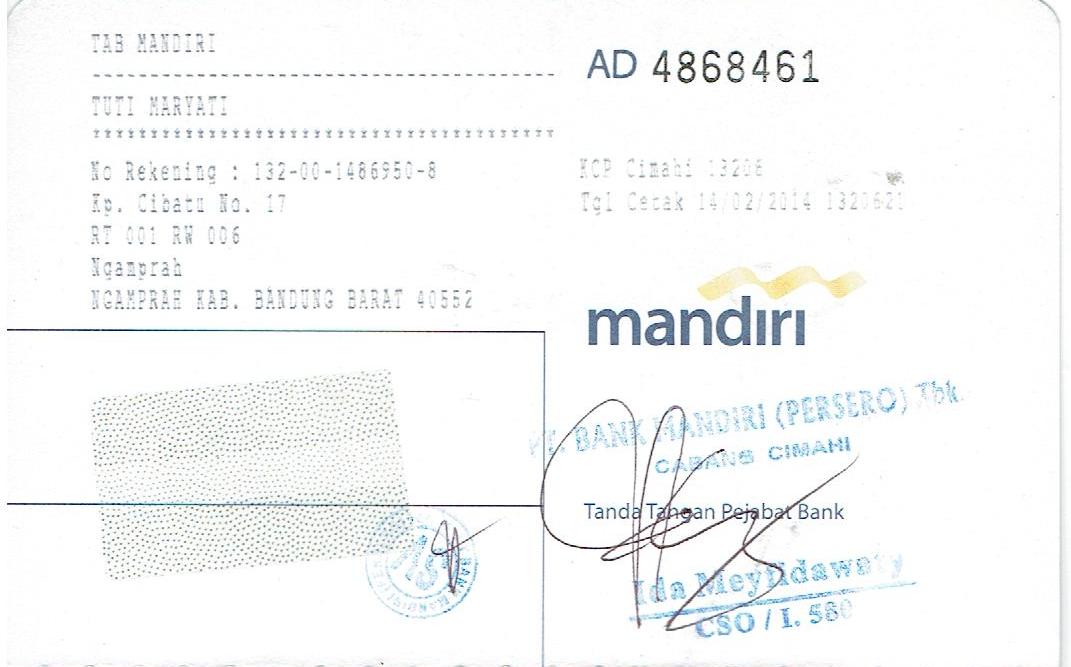 TAB MANDIRI
TUTI MARYATI
No Rekening : 132-00-1486950-8
Kp. Cibatu No. 17
RT 001 RW 006
Ngamprah
NGAMPRAH KAB. BANDUNG BARAT 40552
AD 4868461
KCP Cimahi 13206
Tgl Cetak 14/02/2014 1320621
mandiri
PT. BANK MANDIRI (PERSERO) Tbk.
CABANG CIMAHI
Tanda Tangan Pejabat Bank
Ida Meyfidawaty
CSO / I. 580